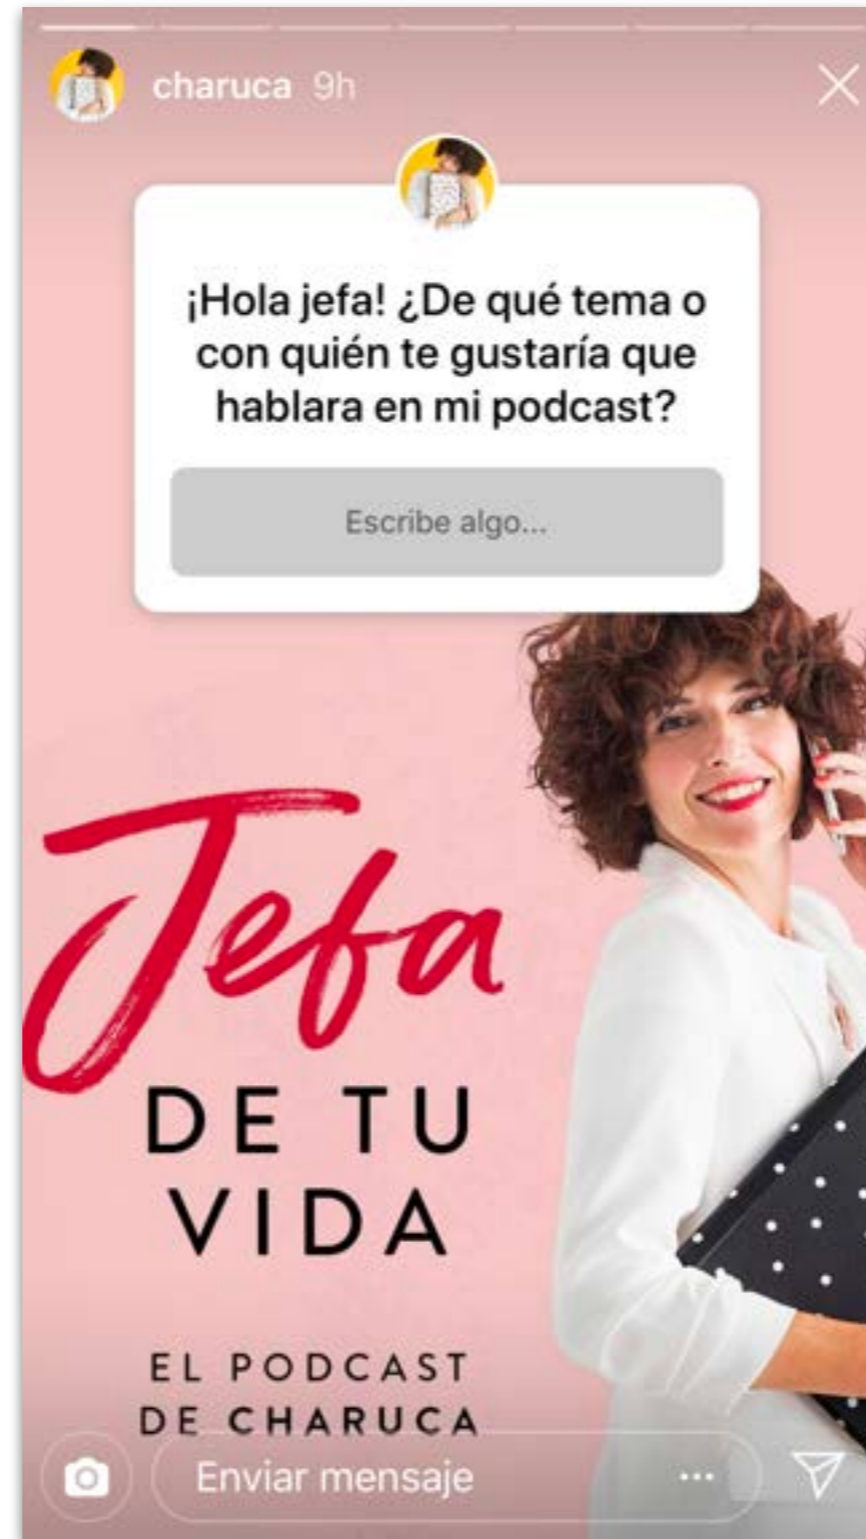 charuca 9h
¡Hola jefa! ¿De qué tema o
con quién te gustaría que
hablara en mi podcast?
Escribe algo...
Jefa
DE TU
VIDA
EL PODCAST
DE CHARUCA
Enviar mensaje